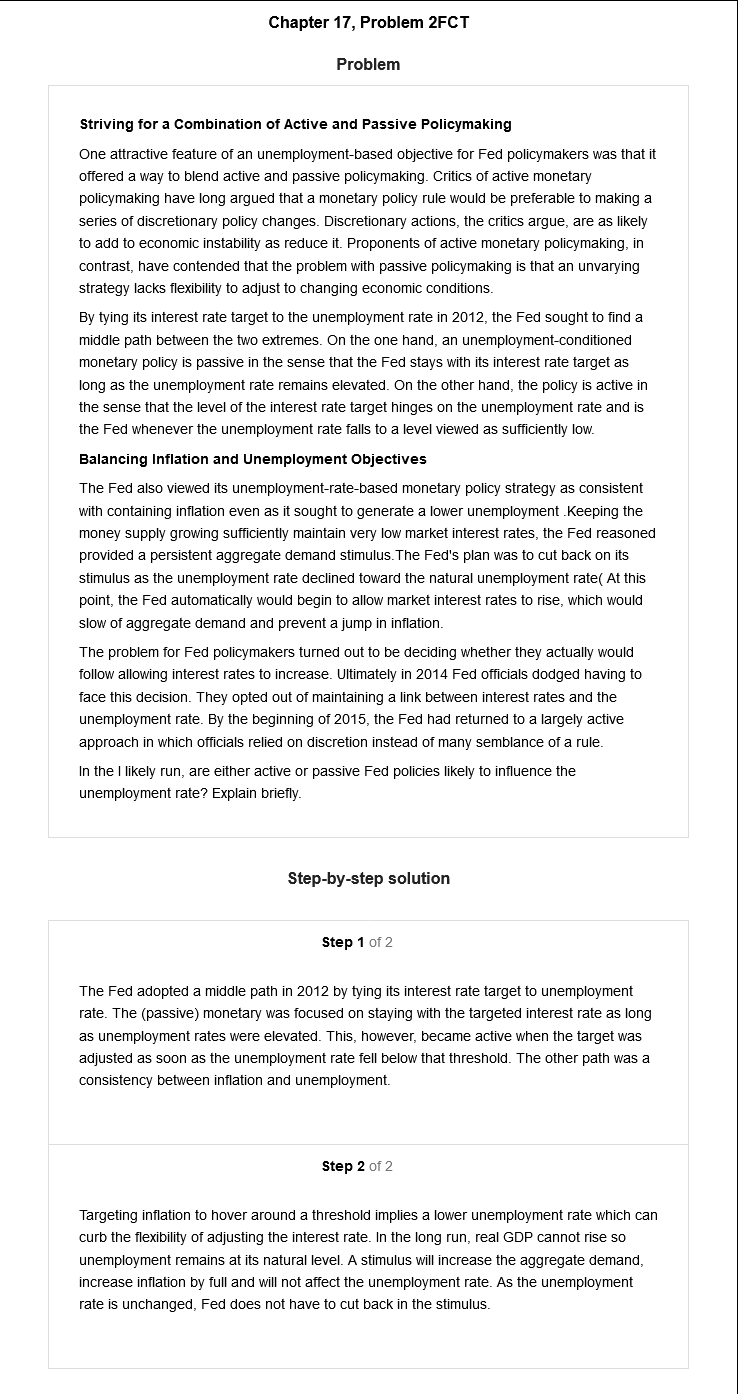 Chapter 17, Problem 2FCT
Problem
Striving for a Combination of Active and Passive Policymaking
One attractive feature of an unemployment-based objective for Fed policymakers was that it
offered a way to blend active and passive policymaking. Critics of active monetary
policymaking have long argued that a monetary policy rule would be preferable to making a
series of discretionary policy changes. Discretionary actions, the critics argue, are as likely
to add to economic instability as reduce it. Proponents of active monetary policymaking, in
contrast, have contended that the problem with passive policymaking is that an unvarying
strategy lacks flexibility to adjust to changing economic conditions.
By tying its interest rate target to the unemployment rate in 2012, the Fed sought to find a
middle path between the two extremes. On the one hand, an unemployment-conditioned
monetary policy is passive in the sense that the Fed stays with its interest rate target as
long as the unemployment rate remains elevated. On the other hand, the policy is active in
the sense that the level of the interest rate target hinges on the unemployment rate and is
the Fed whenever the unemployment rate falls to a level viewed as sufficiently low.
Balancing Inflation and Unemployment Objectives
The Fed also viewed its unemployment-rate-based monetary policy strategy as consistent
with containing inflation even as it sought to generate a lower unemployment .Keeping the
money supply growing sufficiently maintain very low market interest rates, the Fed reasoned
provided a persistent aggregate demand stimulus.The Fed's plan was to cut back on its
stimulus as the unemployment rate declined toward the natural unemployment rate( At this
point, the Fed automatically would begin to allow market interest rates to rise, which would
slow of aggregate demand and prevent a jump in inflation.
The problem for Fed policymakers turned out to be deciding whether they actually would
follow allowing interest rates to increase. Ultimately in 2014 Fed officials dodged having to
face this decision. They opted out of maintaining a link between interest rates and the
unemployment rate. By the beginning of 2015, the Fed had returned to a largely active
approach in which officials relied on discretion instead of many semblance of a rule.
In the l likely run, are either active or passive Fed policies likely to influence the
unemployment rate? Explain briefly.
Step-by-step solution
Step 1 of 2
The Fed adopted a middle path in 2012 by tying its interest rate target to unemployment
rate. The (passive) monetary was focused on staying with the targeted interest rate as long
as unemployment rates were elevated. This, however, became active when the target was
adjusted as soon as the unemployment rate fell below that threshold. The other path was a
consistency between inflation and unemployment.
Step 2 of 2
Targeting inflation to hover around a threshold implies a lower unemployment rate which can
curb the flexibility of adjusting the interest rate. In the long run, real GDP cannot rise so
unemployment remains at its natural level. A stimulus will increase the aggregate demand,
increase inflation by full and will not affect the unemployment rate. As the unemployment
rate is unchanged, Fed does not have to cut back in the stimulus.